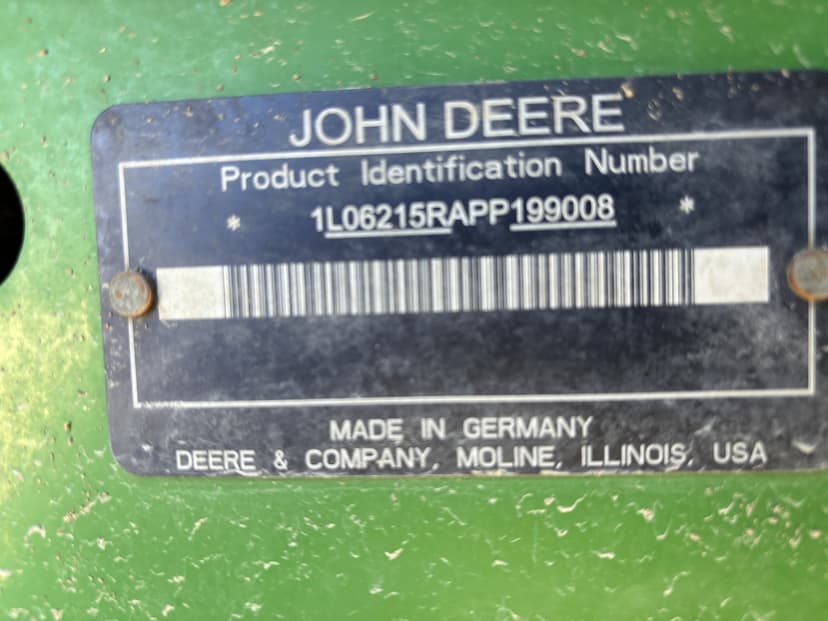 JOHN DEERE
Product Identification Number
* 1L06215RAPP199008 *
MADE IN GERMANY
DEERE & COMPANY, MOLINE, ILLINOIS, USA